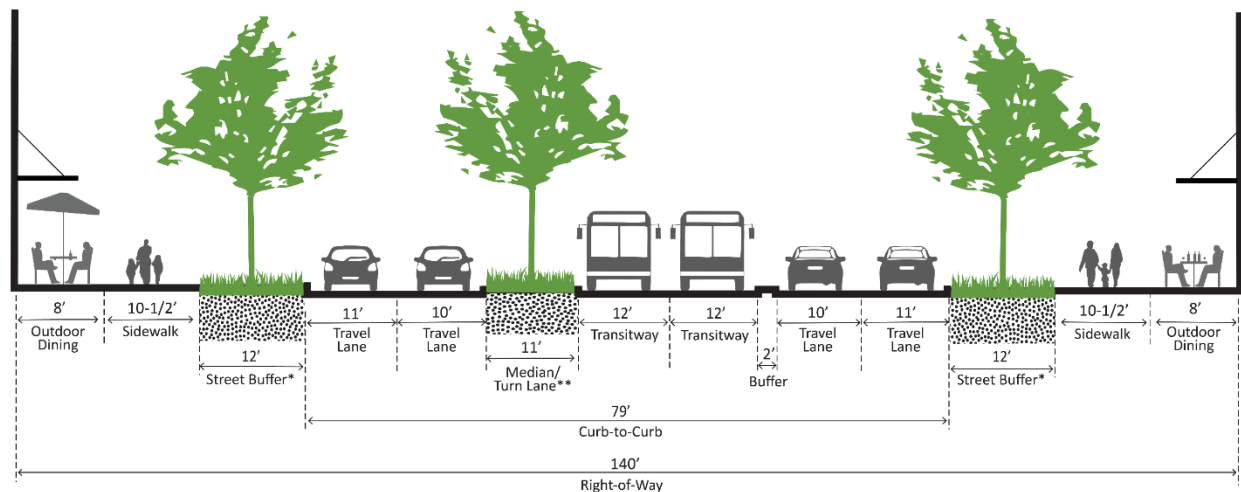 8’
Outdoor
Dining
10-1/2’
Sidewalk
12’
Street Buffer*
11’
Travel
Lane
10’
Travel
Lane
11’
Median/
Turn Lane**
12’
Transitway
12’
Transitway
2’
Buffer
10’
Travel
Lane
11’
Travel
Lane
12’
Street Buffer*
10-1/2’
Sidewalk
8’
Outdoor
Dining
79’
Curb-to-Curb
140’
Right-of-Way